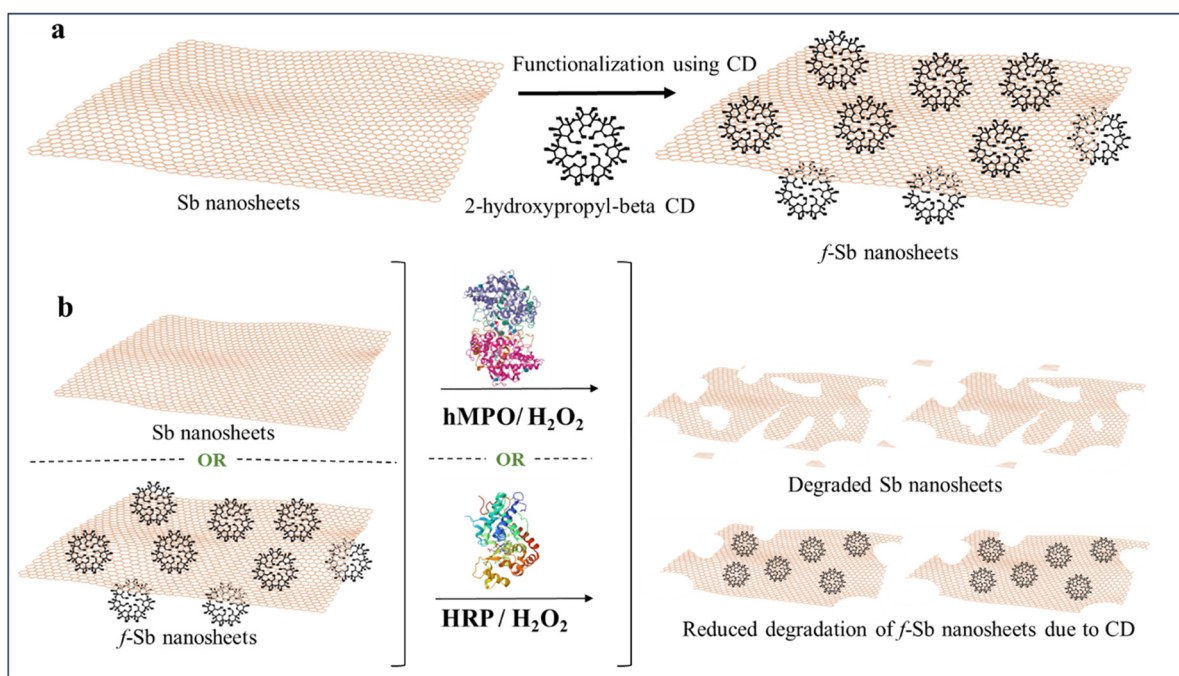 a
Functionalization using CD
Sb nanosheets
2-hydroxypropyl-beta CD
f-Sb nanosheets
b
Sb nanosheets
OR
f-Sb nanosheets
hMPO/ H₂O₂
OR
HRP / H₂O₂
Degraded Sb nanosheets
Reduced degradation of f-Sb nanosheets due to CD